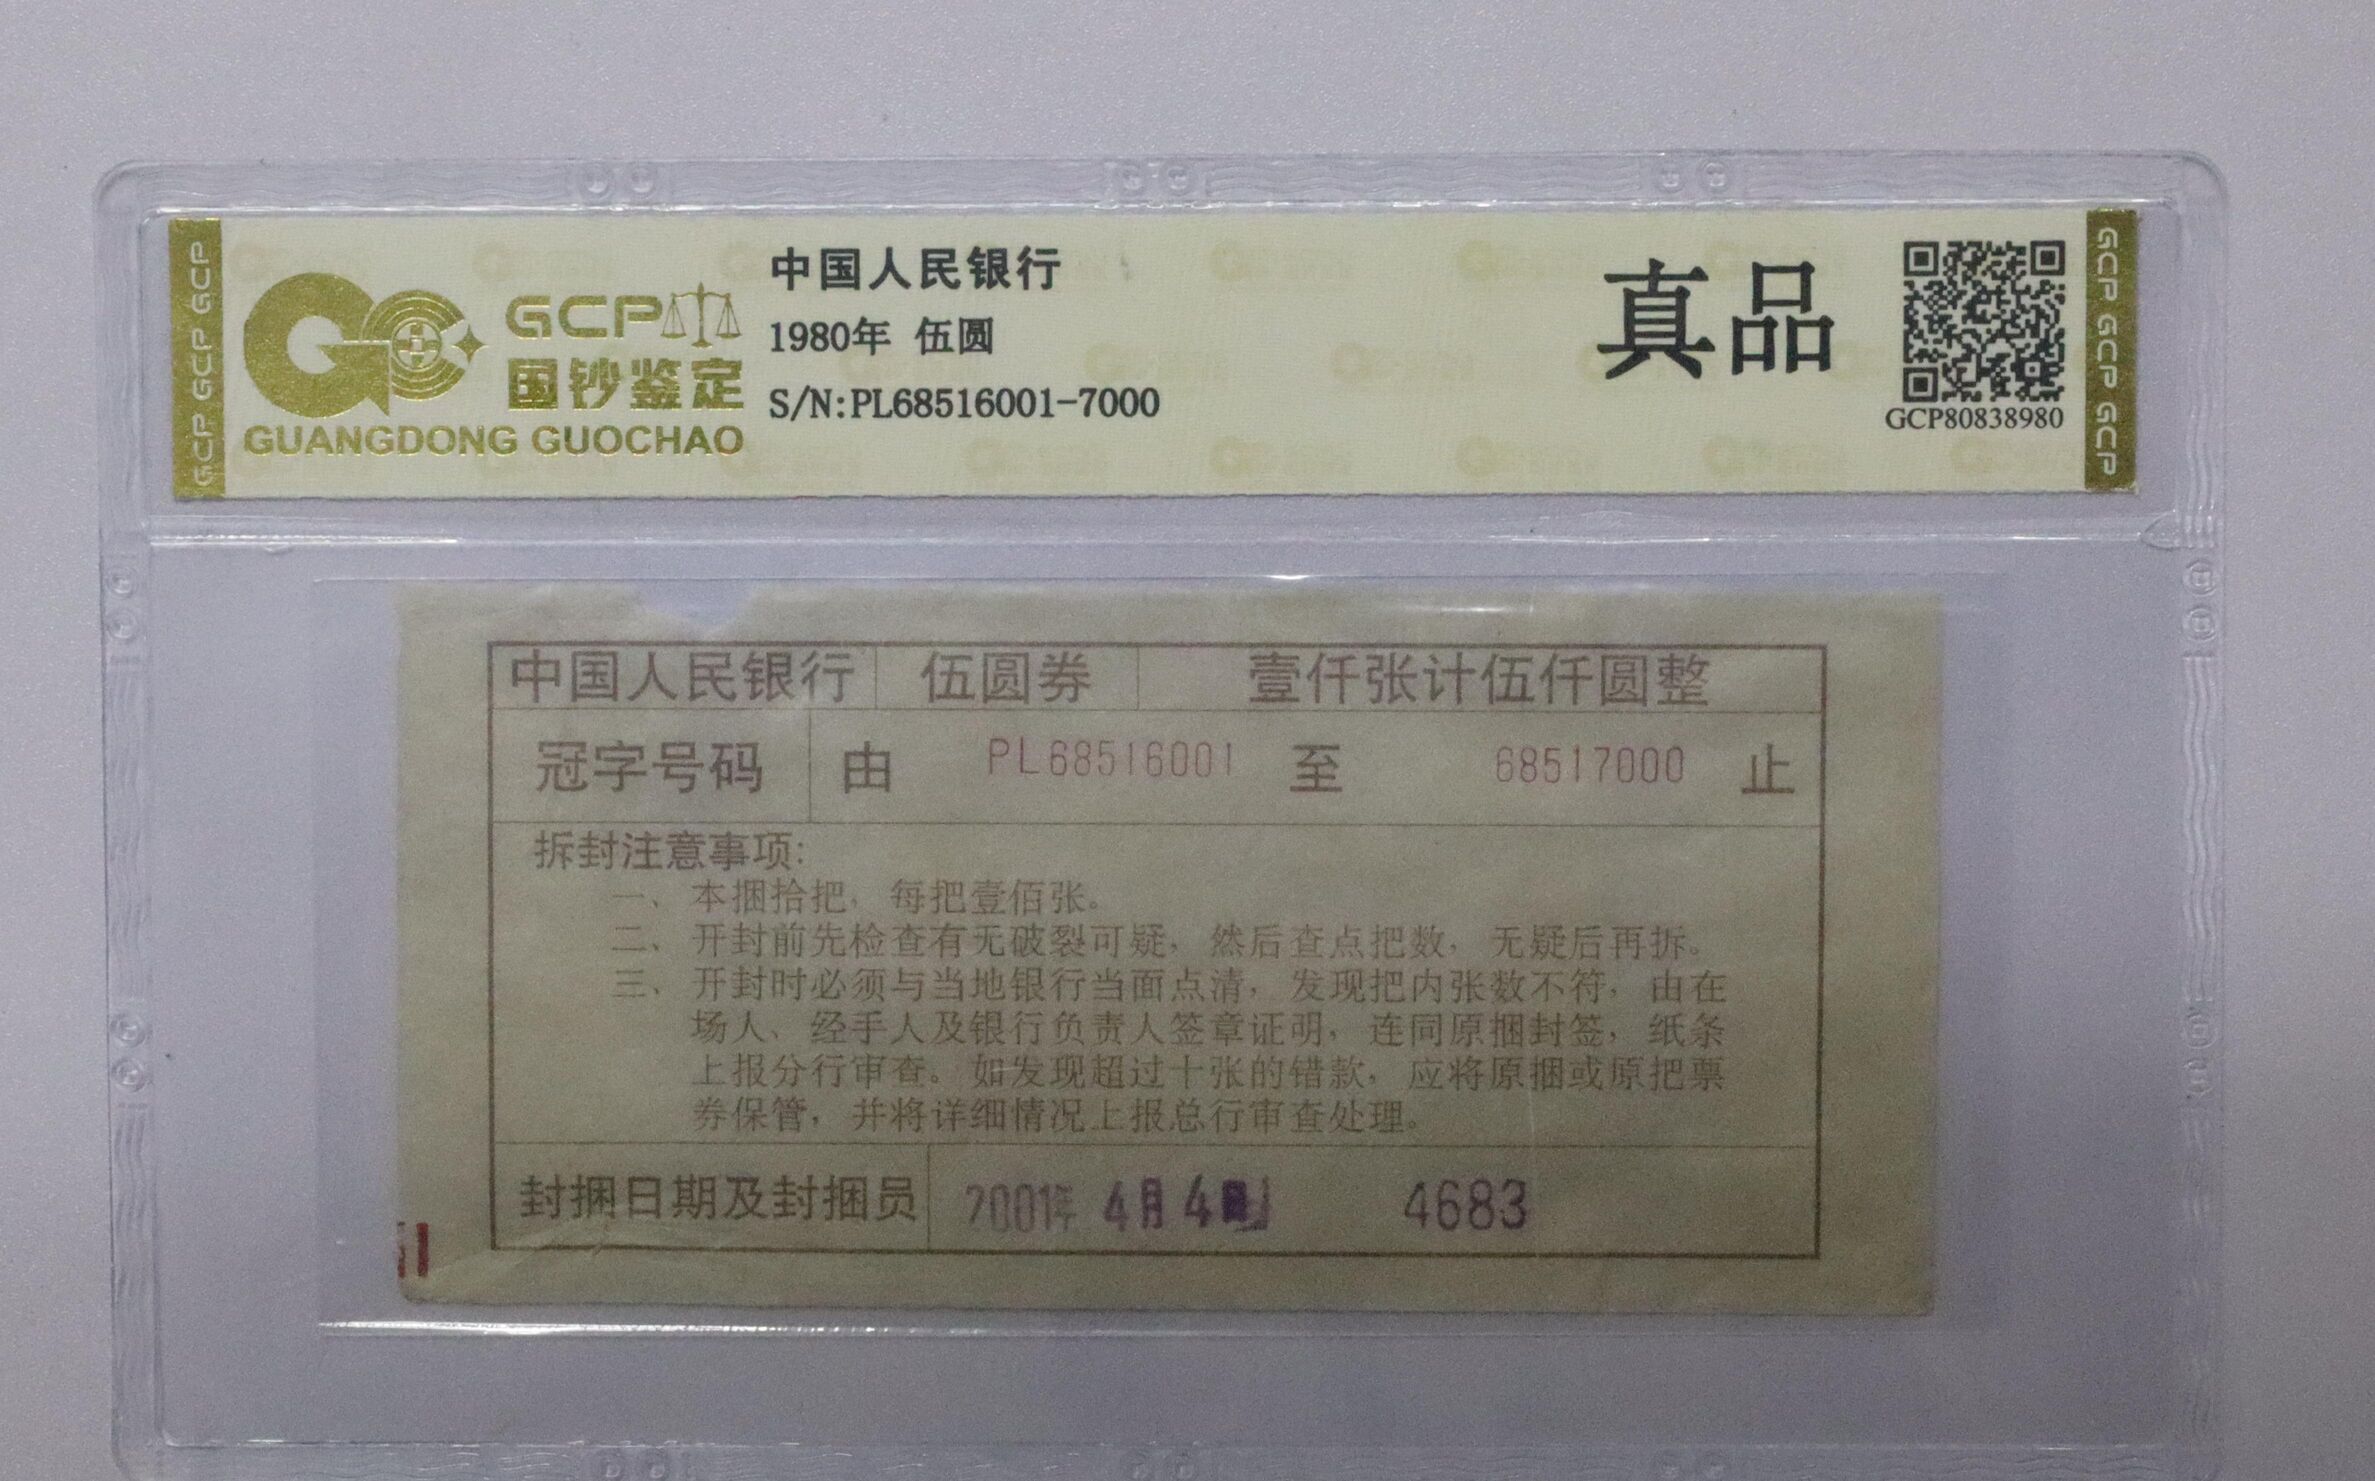 GCP GCP GCP
GCP
国钞鉴定
GUANGDONG GUOCHAO
中国人民银行
1980年 伍圆
S/N:PL68516001-7000
真品
GCP80838980
GCP GCP GCP
中国人民银行 伍圆券 壹仟张计伍仟圆整
冠字号码 由 PL68516001 至 68517000 止
拆封注意事项:
一、本捆拾把，每把壹佰张。
二、开封前先检查有无破裂可疑，然后查点把数，无疑后再拆。
三、开封时必须与当地银行当面点清，发现把内张数不符，由在
场人、经手人及银行负责人签章证明，连同原捆封签，纸条
上报分行审查。如发现超过十张的错款，应将原捆或原把票
券保管，并将详细情况上报总行审查处理。
封捆日期及封捆员 2001年 4月4 4683